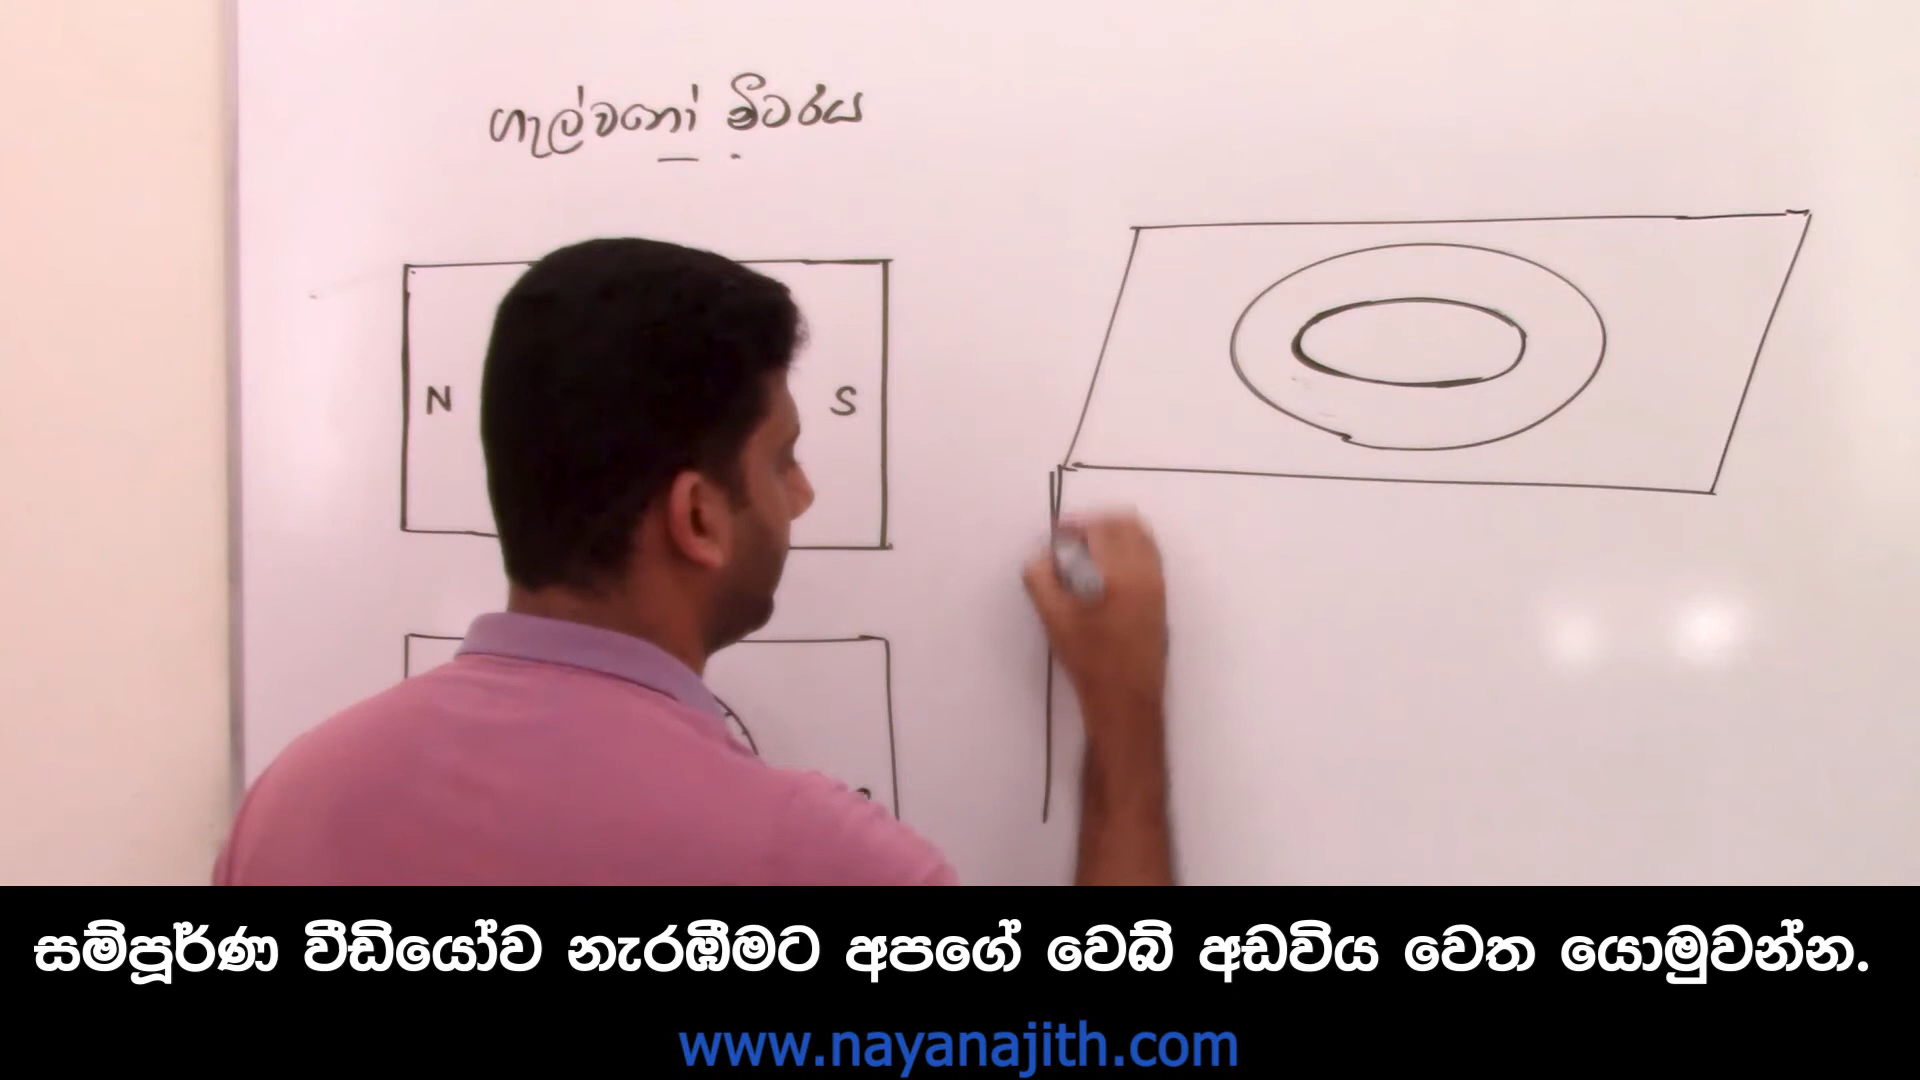 ගැල්වනෝ මීටරය
N S
සම්පූර්ණ වීඩියෝව නැරඹීමට අපගේ වෙබ් අඩවිය වෙත යොමුවන්න.
www.nayanajith.com